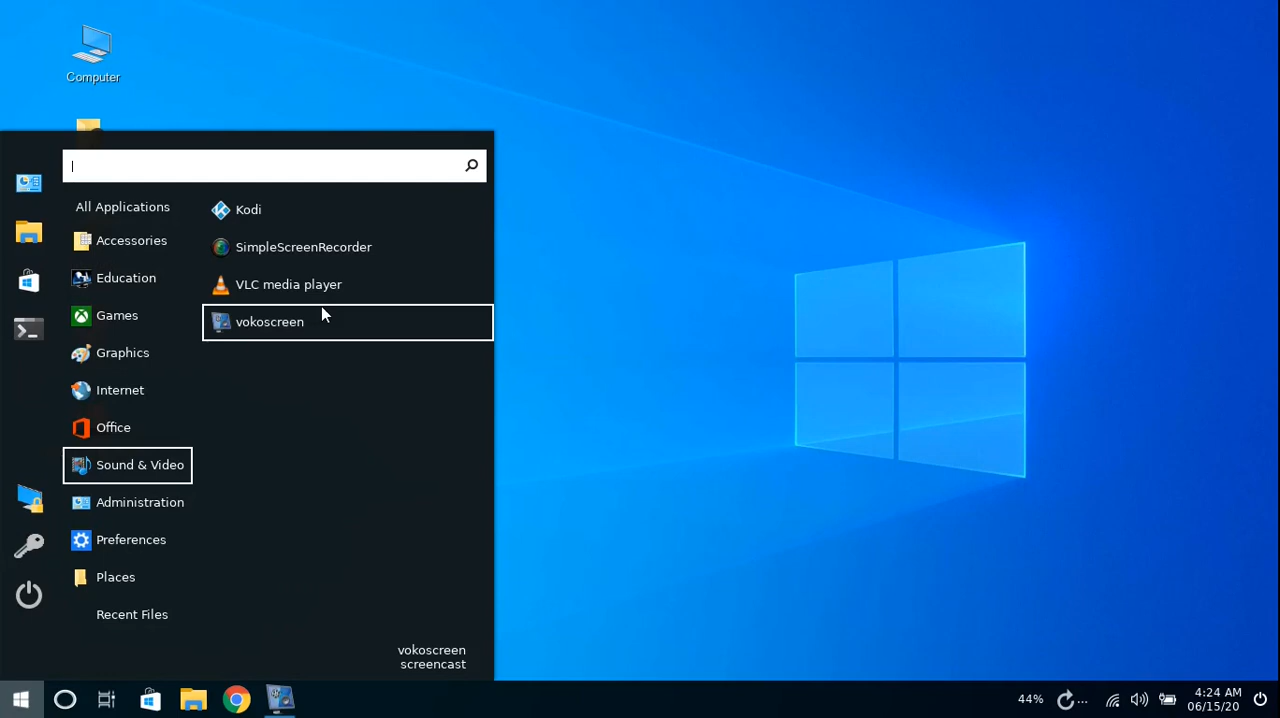 Computer
All Applications
Accessories
Education
Games
Graphics
Internet
Office
Sound & Video
Administration
Preferences
Places
Recent Files
Kodi
SimpleScreenRecorder
VLC media player
vokoscreen
vokoscreen
screencast
44%
...
4:24 AM
06/15/20